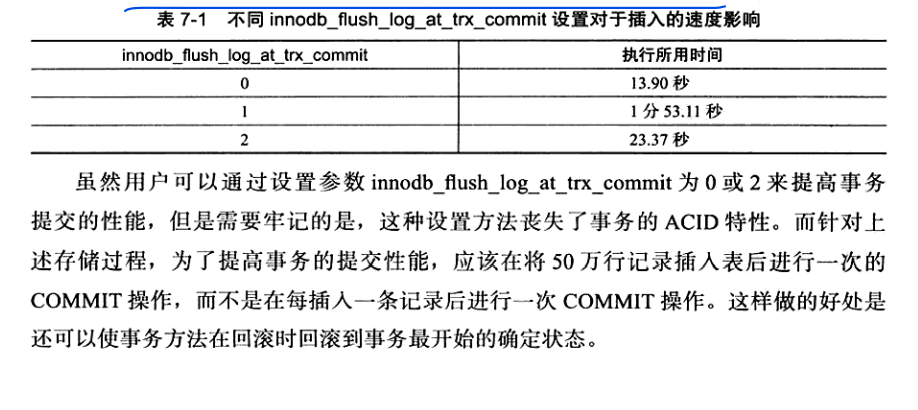 表 7-1 不同 innodb_flush_log_at_trx_commit 设置对于插入的速度影响
innodb_flush_log_at_trx_commit 执行所用时间
0 13.90 秒
1 1 分 53.11 秒
2 23.37 秒
虽然用户可以通过设置参数 innodb_flush_log_at_trx_commit 为 0 或 2 来提高事务
提交的性能，但是需要牢记的是，这种设置方法丧失了事务的 ACID 特性。而针对上
述存储过程，为了提高事务的提交性能，应该在将 50 万行记录插入表后进行一次的
COMMIT 操作，而不是在每插入一条记录后进行一次 COMMIT 操作。这样做的好处是
还可以使事务方法在回滚时回滚到事务最开始的确定状态。